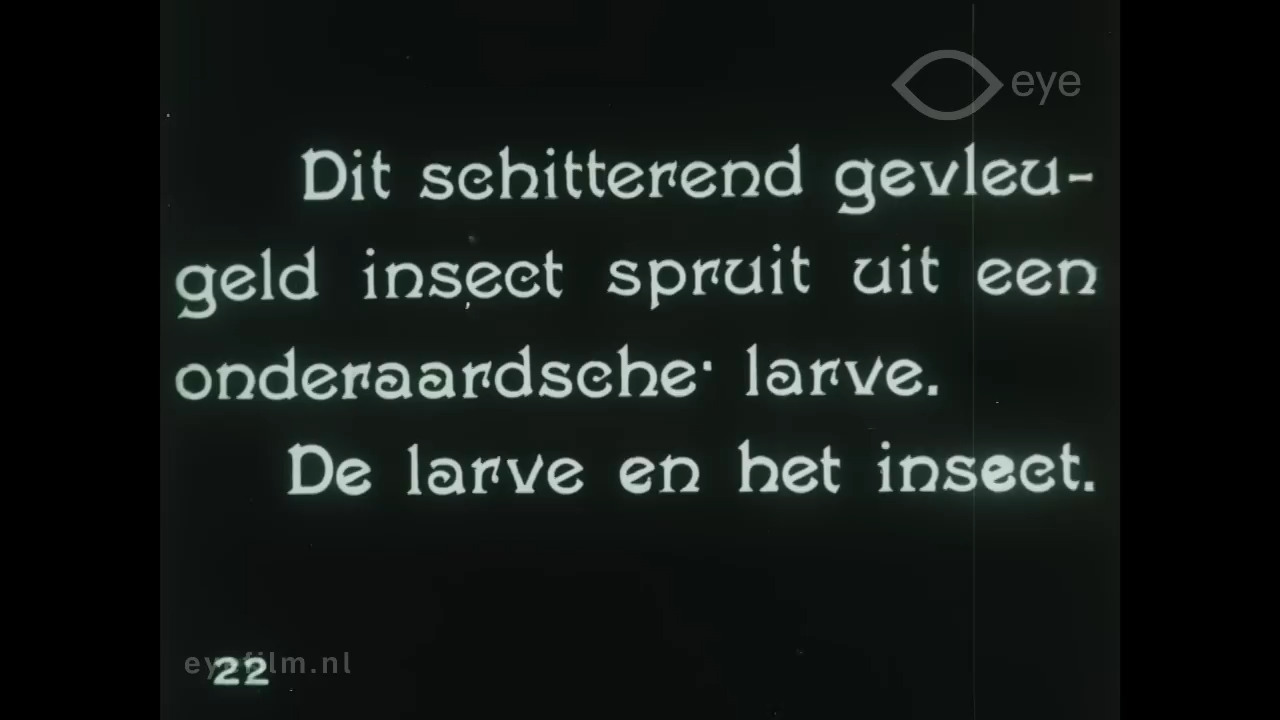 eye
Dit schitterend gevleu-
geld insect spruit uit een
onderaardsche larve.
De larve en het insect.
eyefilm.nl
22